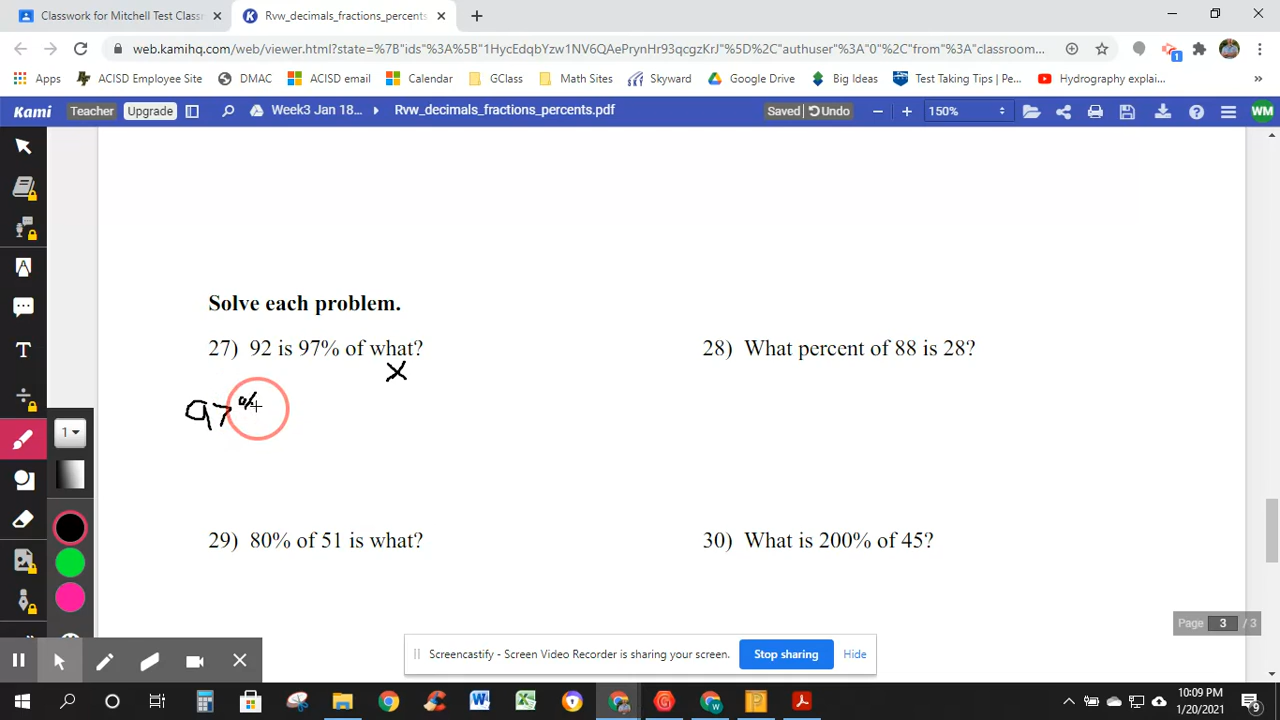 Classwork for Mitchell Test Classr
Rvw_decimals_fractions_percents
web.kamihq.com/web/viewer.html?state=%7B"ids"%3A%5B"1HycEdqbYzw1NV6QAePrynHr93qcgzKrJ"%5D%2C"authuser"%3A"0"%2C"from"%3A"classroom...
1
Apps
ACISD Employee Site
DMAC
ACISD email
Calendar
GClass
Math Sites
Skyward
Google Drive
Big Ideas
Test Taking Tips | Pe...
Hydrography explai...
»
Kami
Teacher
Upgrade
Week3 Jan 18...
Rvw_decimals_fractions_percents.pdf
Saved
Undo
150%
WM
Solve each problem.
27) 92 is 97% of what?
28) What percent of 88 is 28?
x
97%
1
29) 80% of 51 is what?
30) What is 200% of 45?
Page 3 / 3
Screencastify - Screen Video Recorder is sharing your screen.
Stop sharing
Hide
10:09 PM
1/20/2021
9